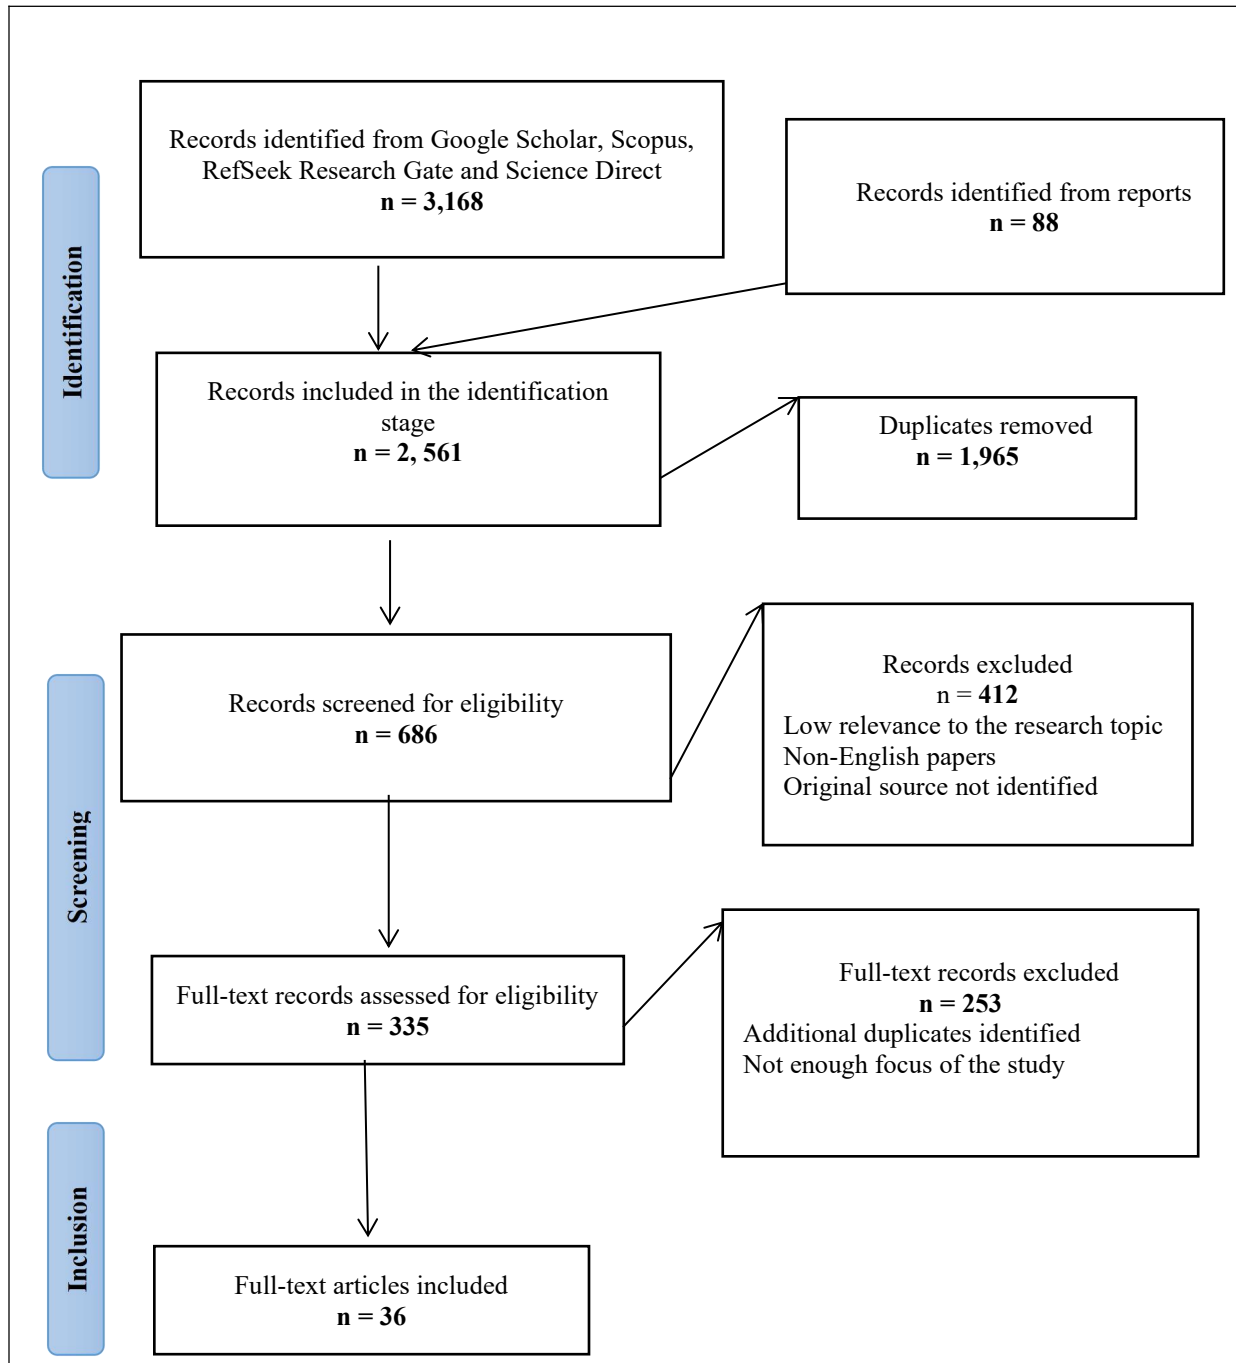 Identification
Records identified from Google Scholar, Scopus,
RefSeek Research Gate and Science Direct
n = 3,168
Records identified from reports
n = 88
Records included in the identification
stage
n = 2, 561
Duplicates removed
n = 1,965
Screening
Records screened for eligibility
n = 686
Records excluded
n = 412
Low relevance to the research topic
Non-English papers
Original source not identified
Full-text records assessed for eligibility
n = 335
Full-text records excluded
n = 253
Additional duplicates identified
Not enough focus of the study
Inclusion
Full-text articles included
n = 36